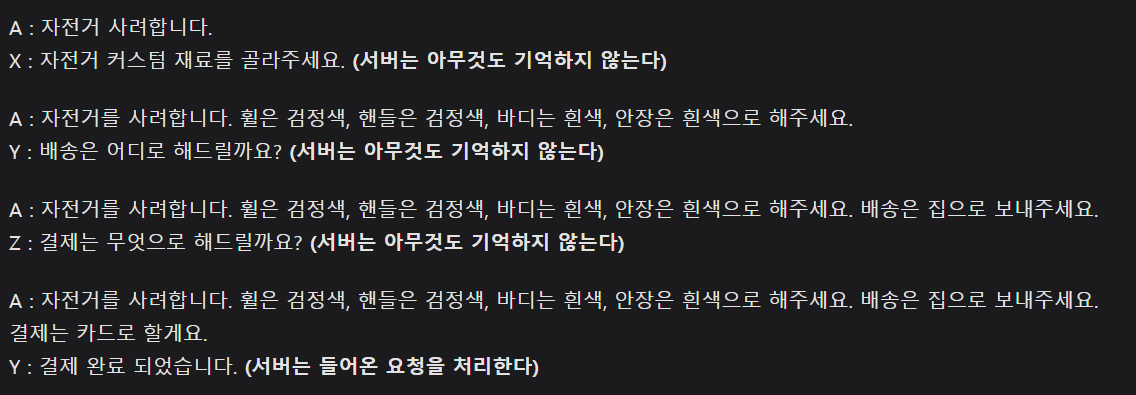 A : 자전거 사려합니다.
X : 자전거 커스텀 재료를 골라주세요. (서버는 아무것도 기억하지 않는다)
A : 자전거를 사려합니다. 휠은 검정색, 핸들은 검정색, 바디는 흰색, 안장은 흰색으로 해주세요.
Y : 배송은 어디로 해드릴까요? (서버는 아무것도 기억하지 않는다)
A : 자전거를 사려합니다. 휠은 검정색, 핸들은 검정색, 바디는 흰색, 안장은 흰색으로 해주세요. 배송은 집으로 보내주세요.
Z : 결제는 무엇으로 해드릴까요? (서버는 아무것도 기억하지 않는다)
A : 자전거를 사려합니다. 휠은 검정색, 핸들은 검정색, 바디는 흰색, 안장은 흰색으로 해주세요. 배송은 집으로 보내주세요.
결제는 카드로 할게요.
Y : 결제 완료 되었습니다. (서버는 들어온 요청을 처리한다)